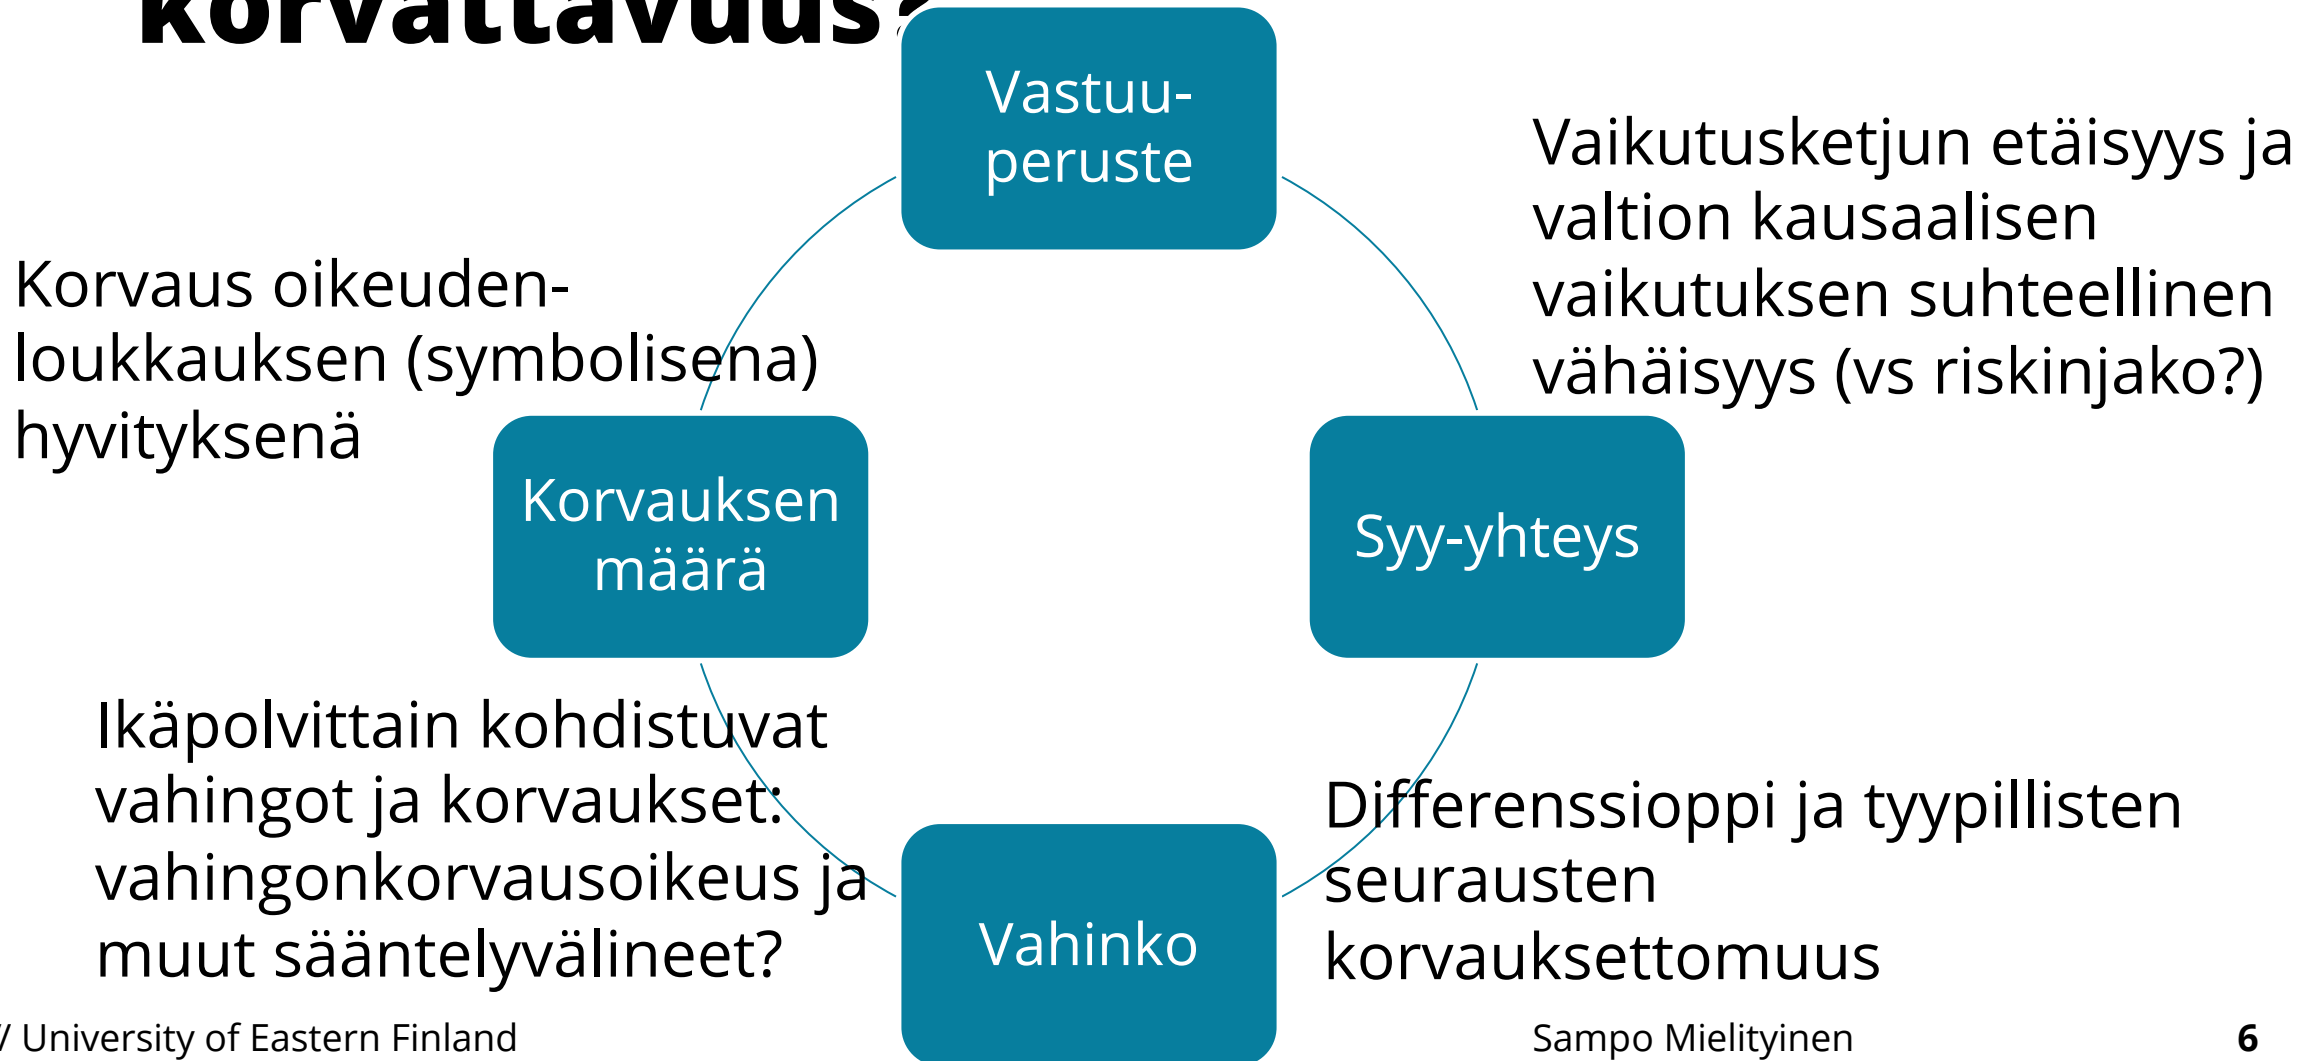 korvattavuus?
Vastuu-
peruste
Vaikutusketjun etäisyys ja
valtion kausaalisen
vaikutuksen suhteellinen
vähäisyys (vs riskinjako?)
Korvaus oikeuden-
loukkauksen (symbolisena)
hyvityksenä
Korvauksen
määrä
Syy-yhteys
Ikäpolvittain kohdistuvat
vahingot ja korvaukset:
vahingonkorvausoikeus ja
muut sääntelyvälineet?
Differenssioppi ja tyypillisten
seurausten
korvauksettomuus
Vahinko
// University of Eastern Finland
Sampo Mielityinen
6